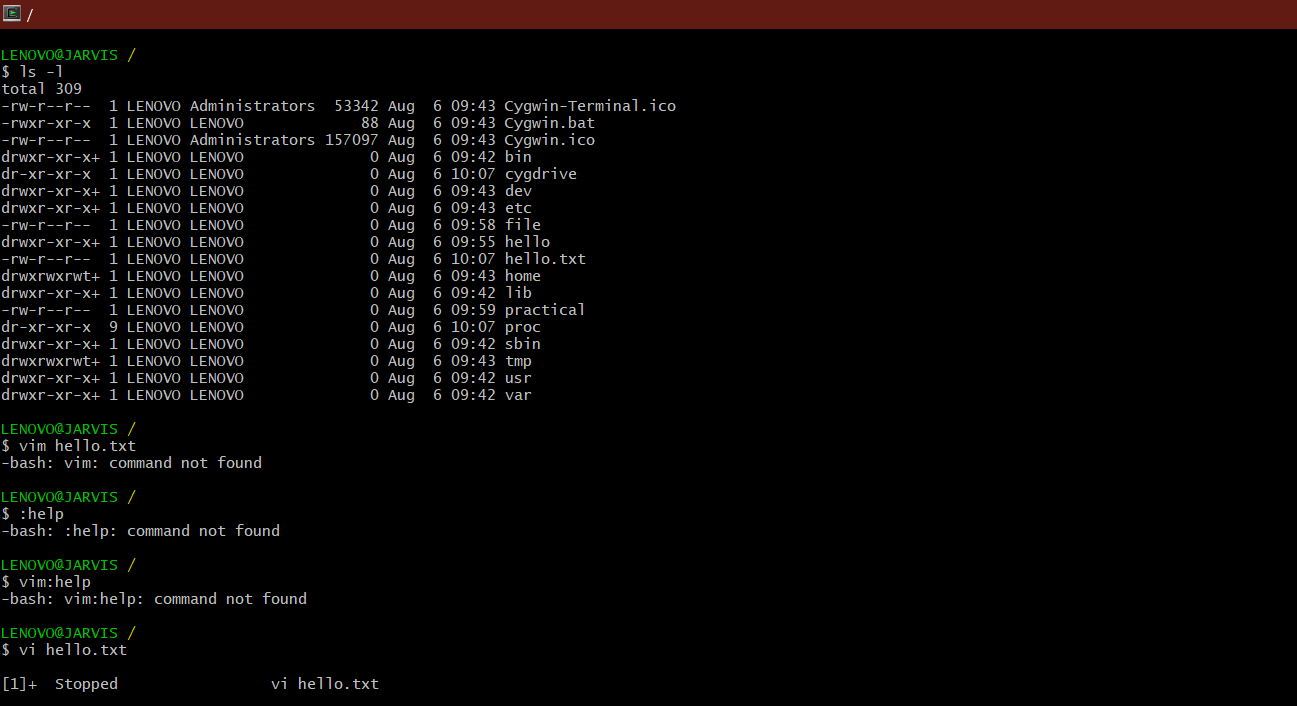 /
LENOVO@JARVIS /
$ ls -l
total 309
-rw-r--r--  1 LENOVO Administrators  53342 Aug  6 09:43 Cygwin-Terminal.ico
-rwxr-xr-x  1 LENOVO LENOVO             88 Aug  6 09:43 Cygwin.bat
-rw-r--r--  1 LENOVO Administrators 157097 Aug  6 09:43 Cygwin.ico
drwxr-xr-x+ 1 LENOVO LENOVO              0 Aug  6 09:42 bin
dr-xr-xr-x  1 LENOVO LENOVO              0 Aug  6 10:07 cygdrive
drwxr-xr-x+ 1 LENOVO LENOVO              0 Aug  6 09:43 dev
drwxr-xr-x+ 1 LENOVO LENOVO              0 Aug  6 09:43 etc
-rw-r--r--  1 LENOVO LENOVO              0 Aug  6 09:58 file
drwxr-xr-x+ 1 LENOVO LENOVO              0 Aug  6 09:55 hello
-rw-r--r--  1 LENOVO LENOVO              0 Aug  6 10:07 hello.txt
drwxrwxrwt+ 1 LENOVO LENOVO              0 Aug  6 09:43 home
drwxr-xr-x+ 1 LENOVO LENOVO              0 Aug  6 09:42 lib
-rw-r--r--  1 LENOVO LENOVO              0 Aug  6 09:59 practical
dr-xr-xr-x  9 LENOVO LENOVO              0 Aug  6 10:07 proc
drwxr-xr-x+ 1 LENOVO LENOVO              0 Aug  6 09:42 sbin
drwxrwxrwt+ 1 LENOVO LENOVO              0 Aug  6 09:43 tmp
drwxr-xr-x+ 1 LENOVO LENOVO              0 Aug  6 09:42 usr
drwxr-xr-x+ 1 LENOVO LENOVO              0 Aug  6 09:42 var
LENOVO@JARVIS /
$ vim hello.txt
-bash: vim: command not found
LENOVO@JARVIS /
$ :help
-bash: :help: command not found
LENOVO@JARVIS /
$ vim:help
-bash: vim:help: command not found
LENOVO@JARVIS /
$ vi hello.txt
[1]+  Stopped                 vi hello.txt